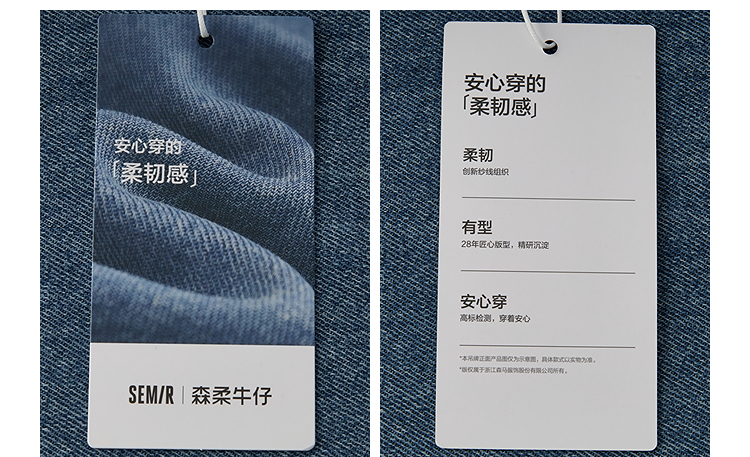 安心穿的
「柔韧感」
SEMIR | 森柔牛仔
安心穿的
「柔韧感」
柔韧
创新纱线组织
有型
28年匠心版型，精研沉淀
安心穿
高标检测，穿着安心
*本吊牌正面产品图仅为示意图，具体款式以实物为准。
*版权属于浙江森马服饰股份有限公司所有。